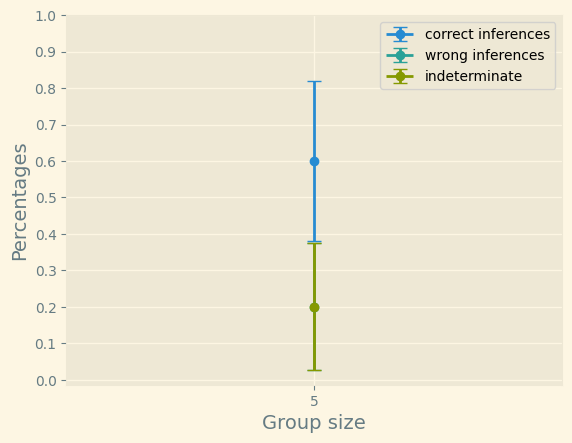 correct inferences
wrong inferences
indeterminate
Percentages
1.0
0.9
0.8
0.7
0.6
0.5
0.4
0.3
0.2
0.1
0.0
5
Group size